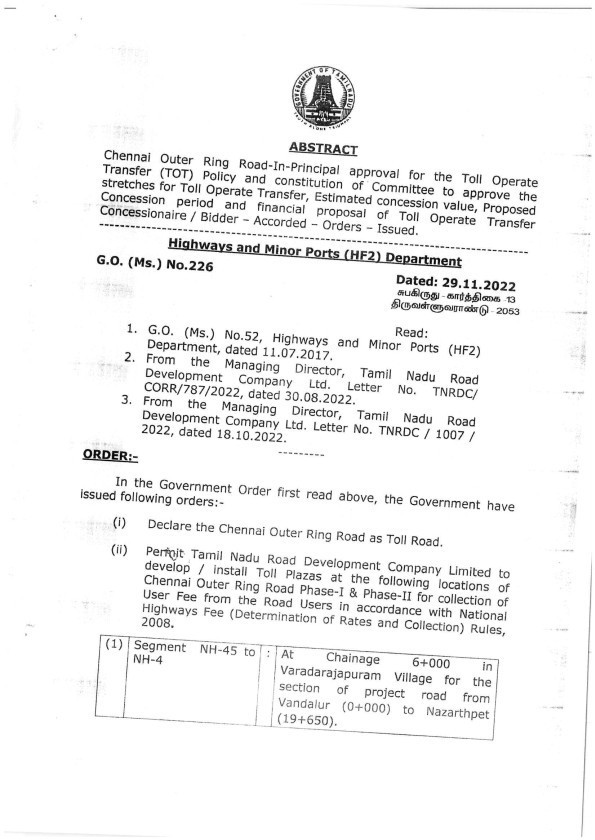 GOVERNMENT OF TAMILNADU
TRUTH ALONE TRIUMPHS
ABSTRACT
Chennai Outer Ring Road-In-Principal approval for the Toll Operate
Transfer (TOT) Policy and constitution of Committee to approve the
stretches for Toll Operate Transfer, Estimated concession value, Proposed
Concession period and financial proposal of Toll Operate Transfer
Concessionaire / Bidder – Accorded – Orders – Issued.
Highways and Minor Ports (HF2) Department
G.O. (Ms.) No.226
Dated: 29.11.2022
சுபகிருது - கார்த்திகை - 13
திருவள்ளுவராண்டு - 2053
Read:
1. G.O. (Ms.) No.52, Highways and Minor Ports (HF2)
Department, dated 11.07.2017.
2. From the Managing Director, Tamil Nadu Road
Development Company Ltd. Letter No. TNRDC/
CORR/787/2022, dated 30.08.2022.
3. From the Managing Director, Tamil Nadu Road
Development Company Ltd. Letter No. TNRDC / 1007 /
2022, dated 18.10.2022.
---------
ORDER:-
In the Government Order first read above, the Government have
issued following orders:-
(i) Declare the Chennai Outer Ring Road as Toll Road.
(ii) Permit Tamil Nadu Road Development Company Limited to
develop / install Toll Plazas at the following locations of
Chennai Outer Ring Road Phase-I & Phase-II for collection of
User Fee from the Road Users in accordance with National
Highways Fee (Determination of Rates and Collection) Rules,
2008.
(1) Segment NH-45 to : At Chainage 6+000 in
NH-4 Varadarajapuram Village for the
section of project road from
Vandalur (0+000) to Nazarthpet
(19+650).